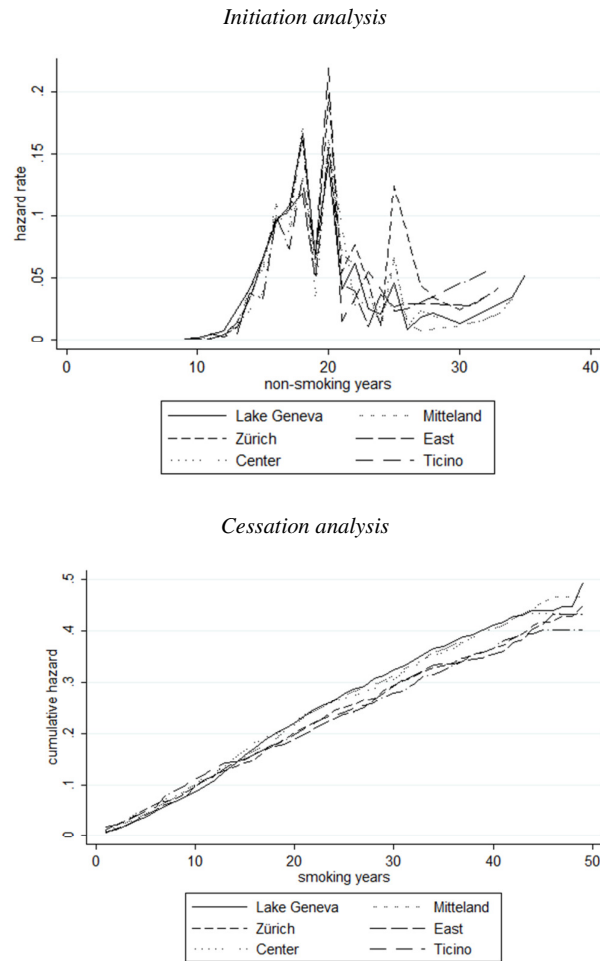 Initiation analysis
.2
.15
.1
.05
0
hazard rate
0 10 20 30 40
non-smoking years
Lake Geneva Mitteland
Zürich East
Center Ticino
Cessation analysis
.5
.4
.3
.2
.1
0
cumulative hazard
0 10 20 30 40 50
smoking years
Lake Geneva Mitteland
Zürich East
Center Ticino